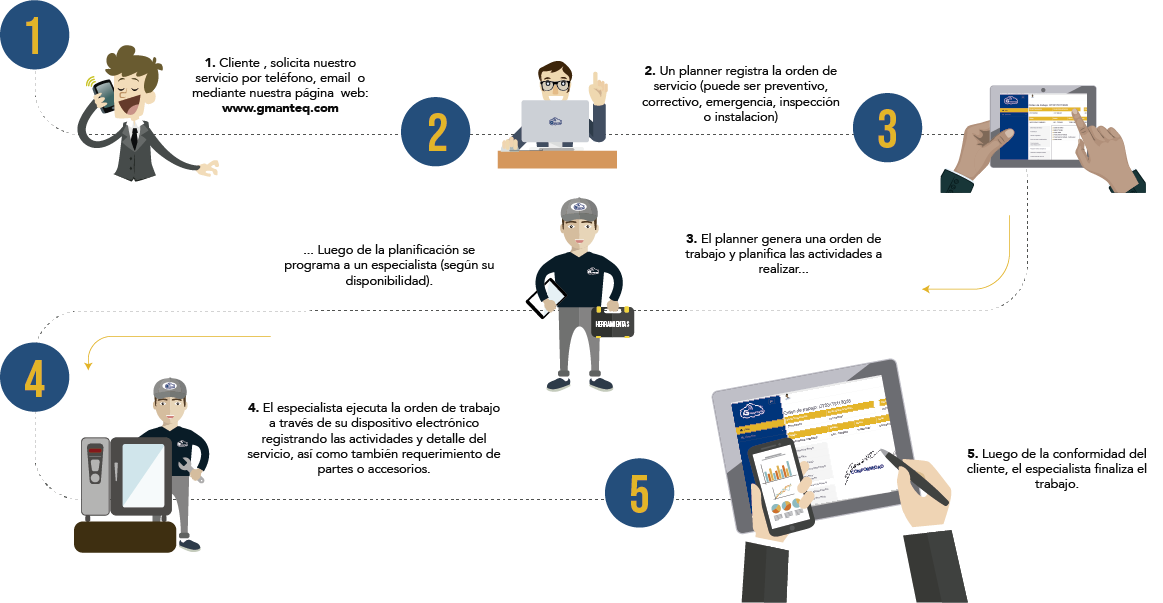 1
1. Cliente , solicita nuestro
servicio por teléfono, email o
mediante nuestra página web:
www.gmanteq.com
2
2. Un planner registra la orden de
servicio (puede ser preventivo,
correctivo, emergencia, inspección
o instalacion)
3
3. El planner genera una orden de
trabajo y planifica las actividades a
realizar...
... Luego de la planificación se
programa a un especialista (según su
disponibilidad).
HERRAMIENTAS
4
4. El especialista ejecuta la orden de trabajo
a través de su dispositivo electrónico
registrando las actividades y detalle del
servicio, así como también requerimiento de
partes o accesorios.
5
Orden de trabajo
CONFORMIDAD
5. Luego de la conformidad del
cliente, el especialista finaliza el
trabajo.